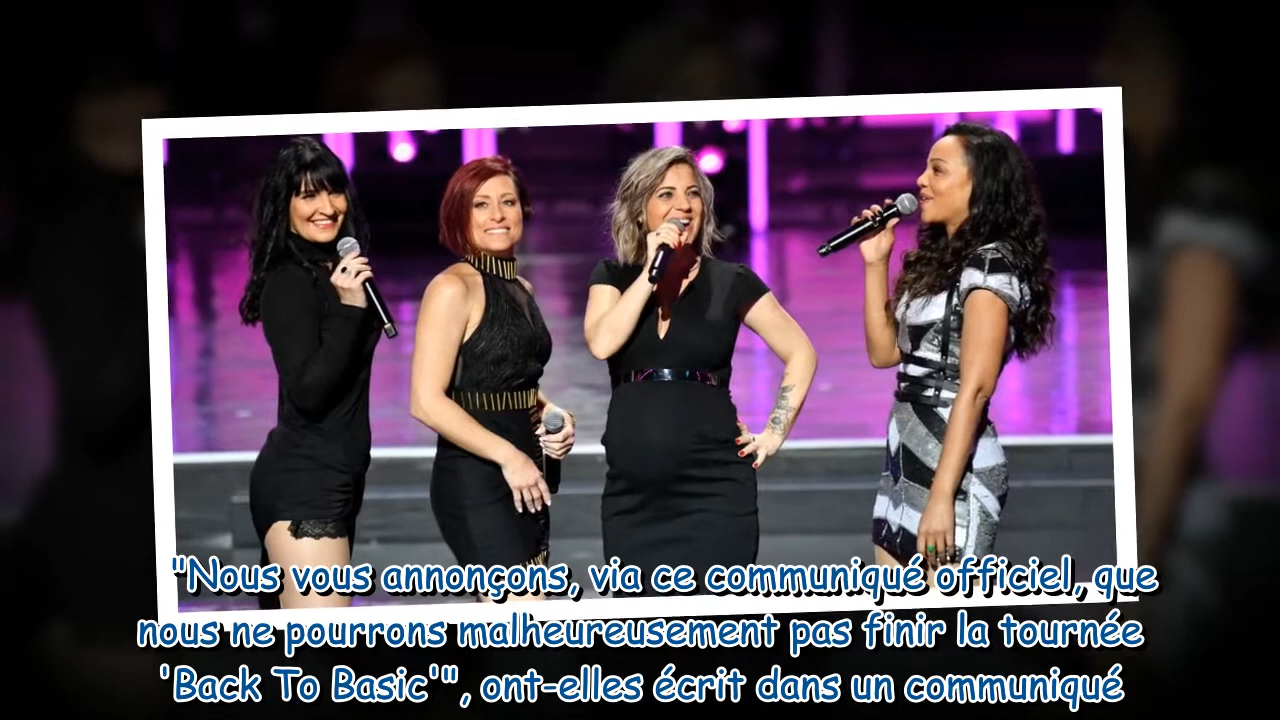 "Nous vous annonçons, via ce communiqué officiel, que
nous ne pourrons malheureusement pas finir la tournée
'Back To Basic'", ont-elles écrit dans un communiqué